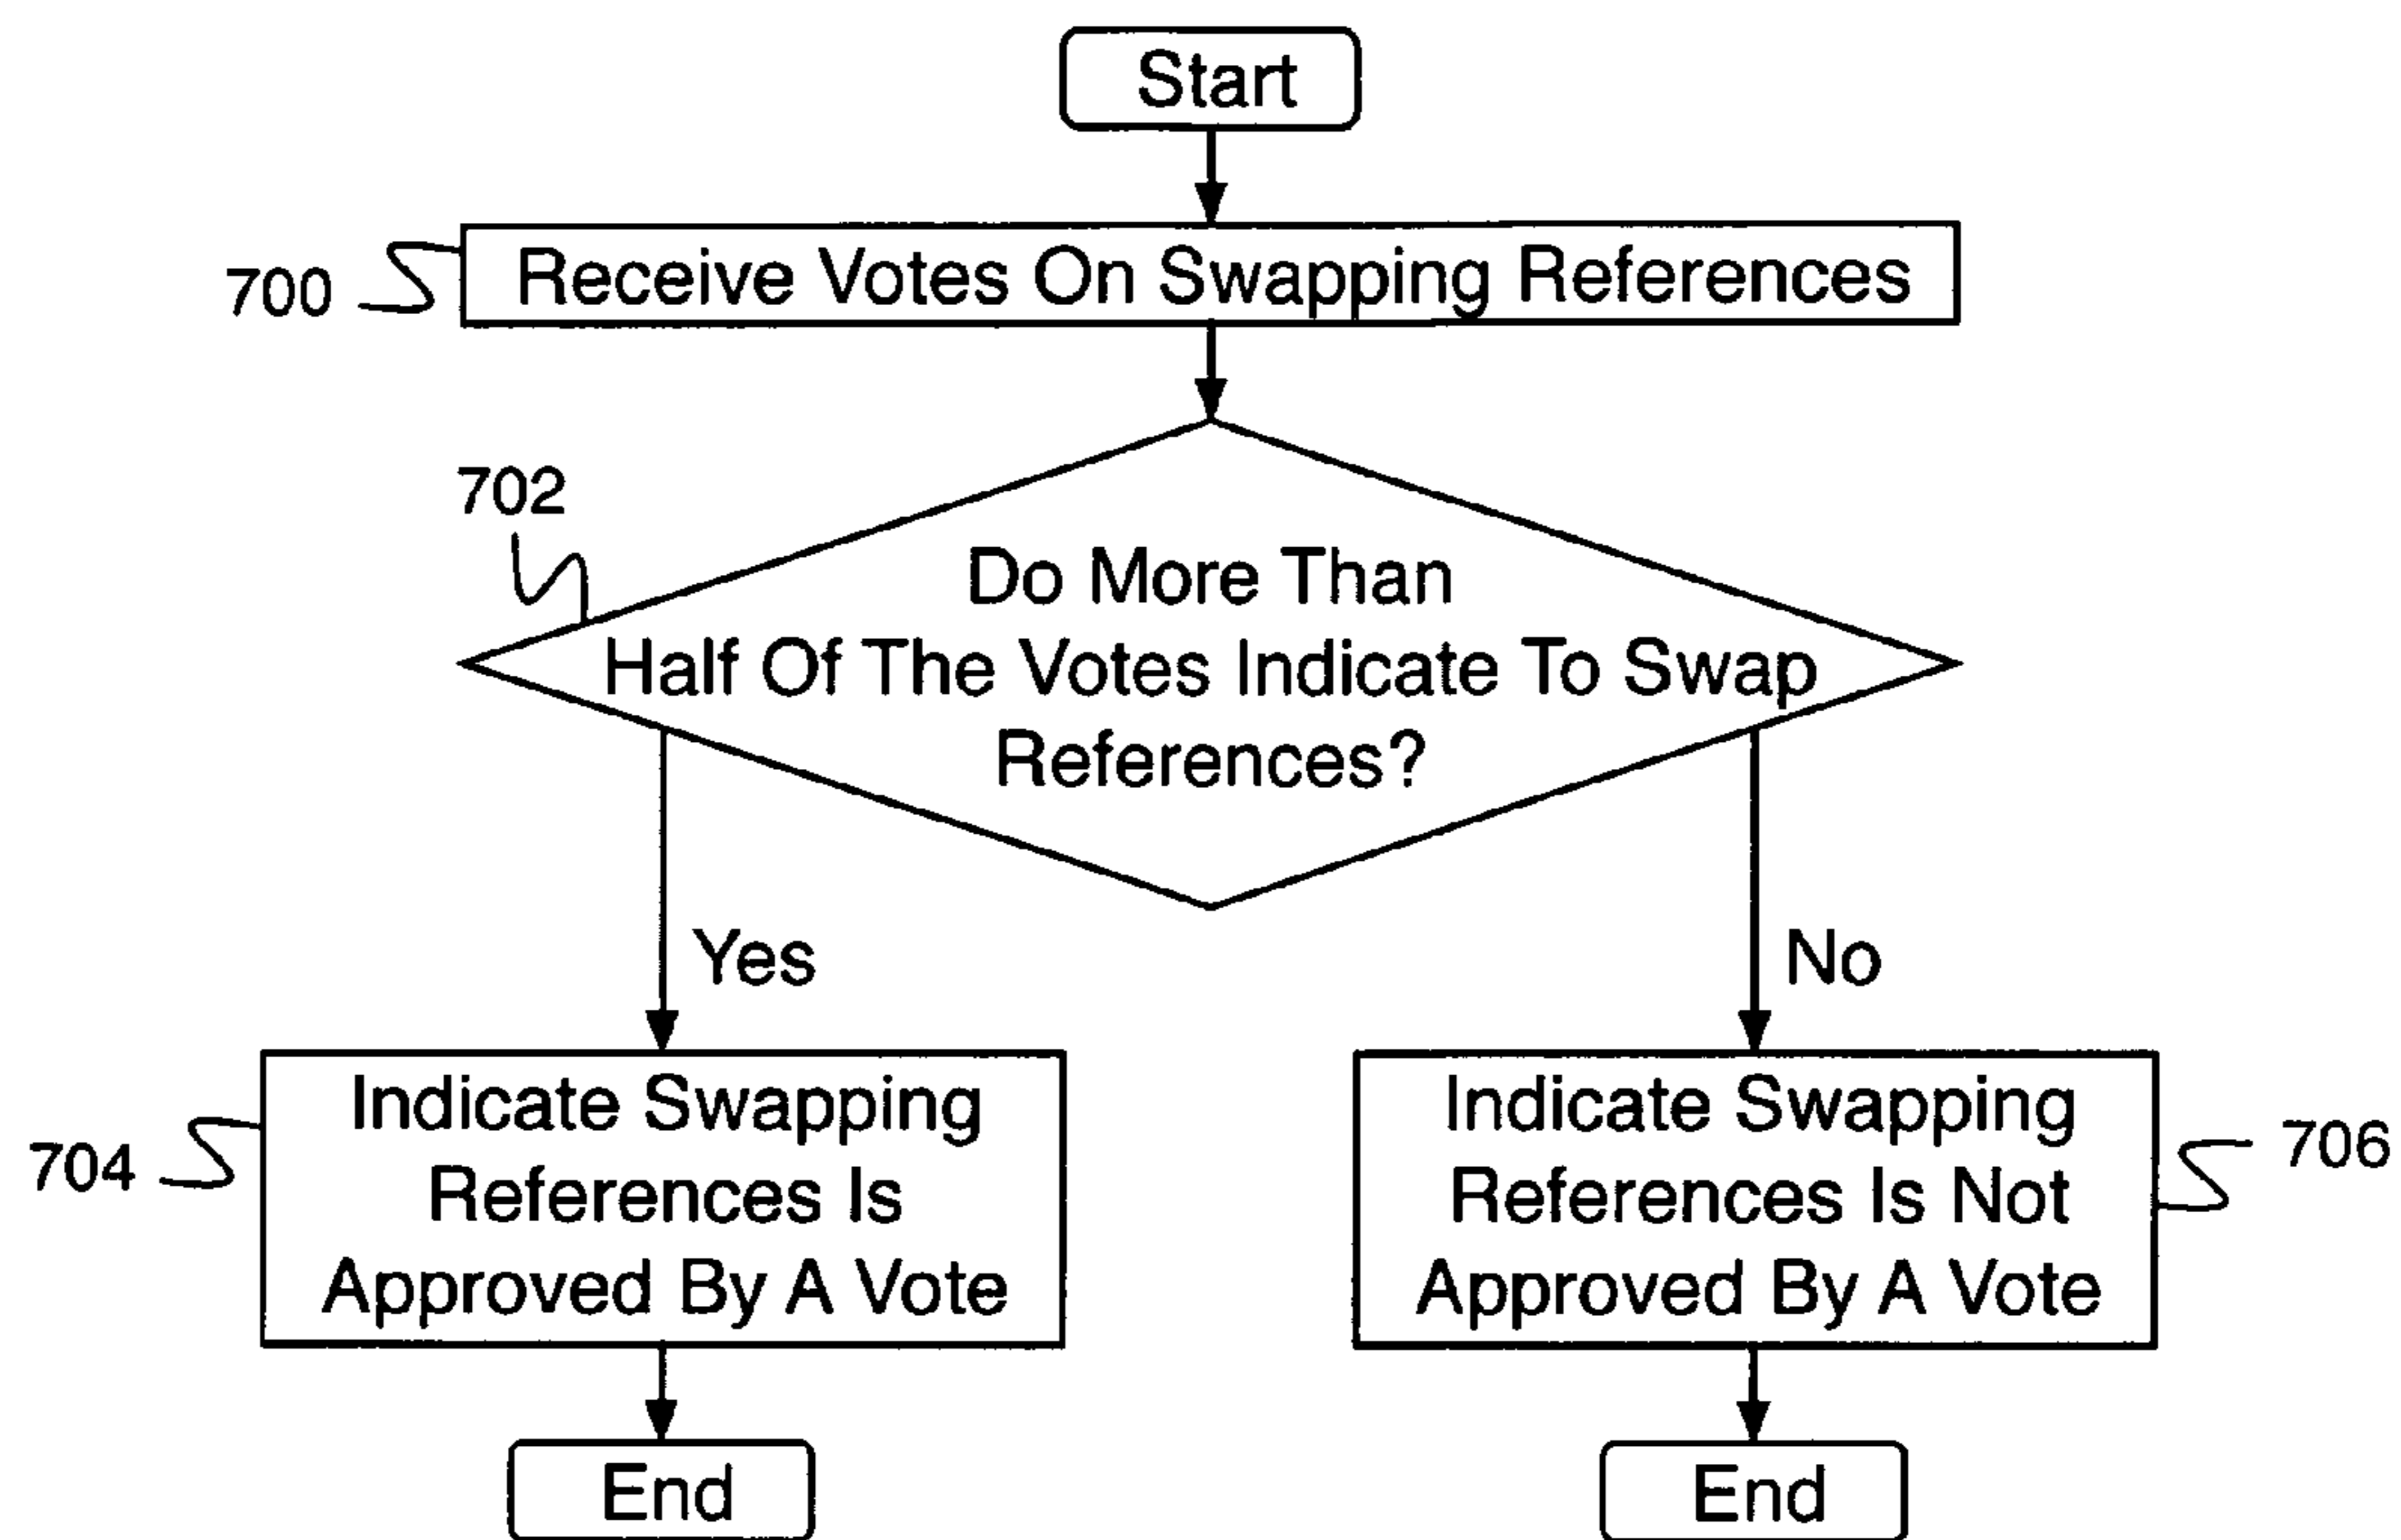 Start
700
Receive Votes On Swapping References
702
Do More Than
Half Of The Votes Indicate To Swap
References?
Yes
No
704
Indicate Swapping
References Is
Approved By A Vote
Indicate Swapping
References Is Not
Approved By A Vote
706
End
End